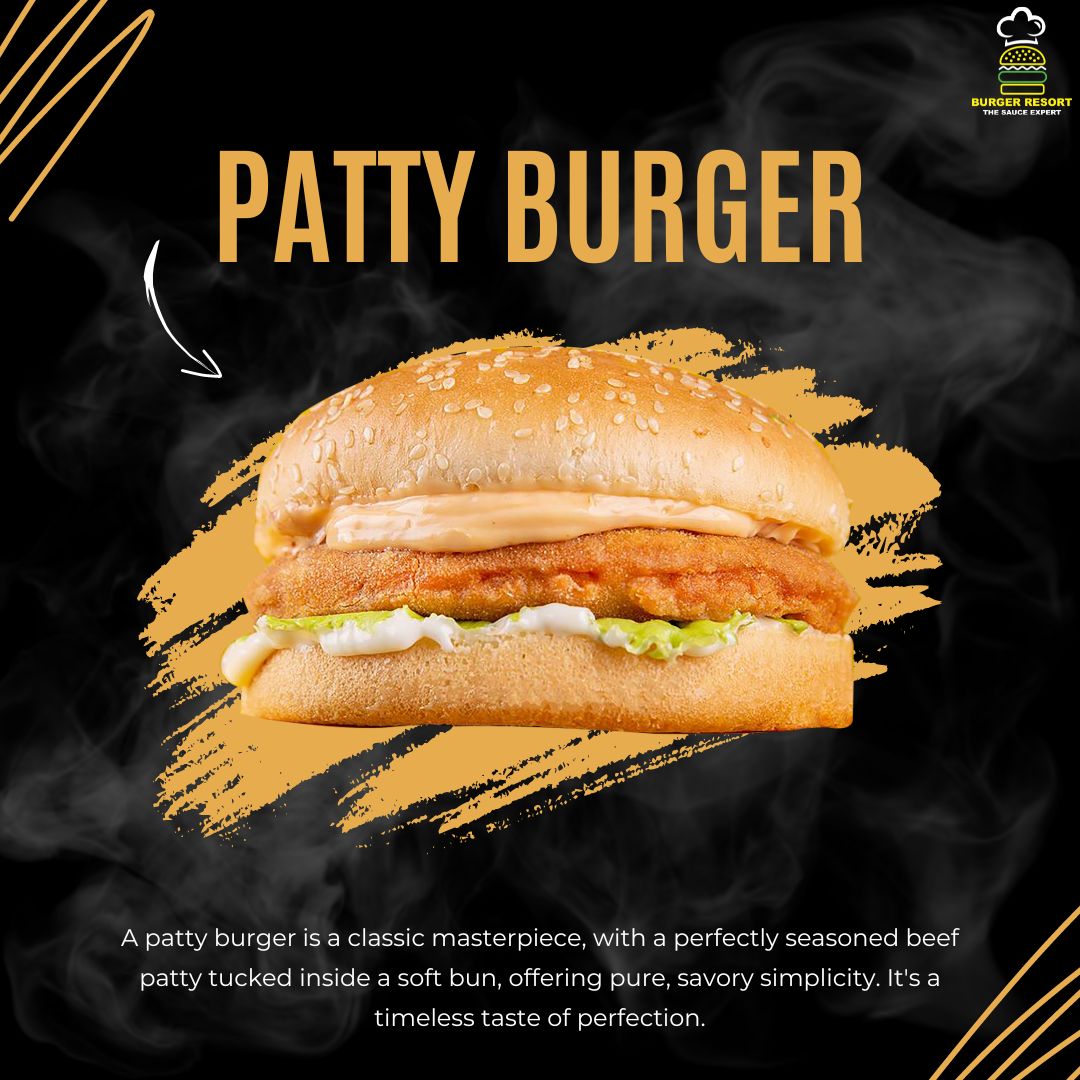 BURGER RESORT
THE SAUCE EXPERT
PATTY BURGER
A patty burger is a classic masterpiece, with a perfectly seasoned beef
patty tucked inside a soft bun, offering pure, savory simplicity. It's a
timeless taste of perfection.